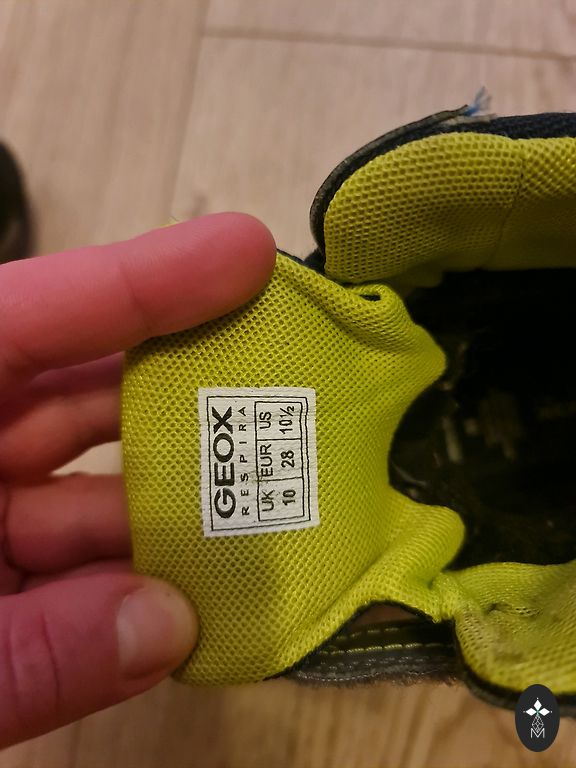 GEOX
RESPIRA
UK EUR US
10 28 10½
M